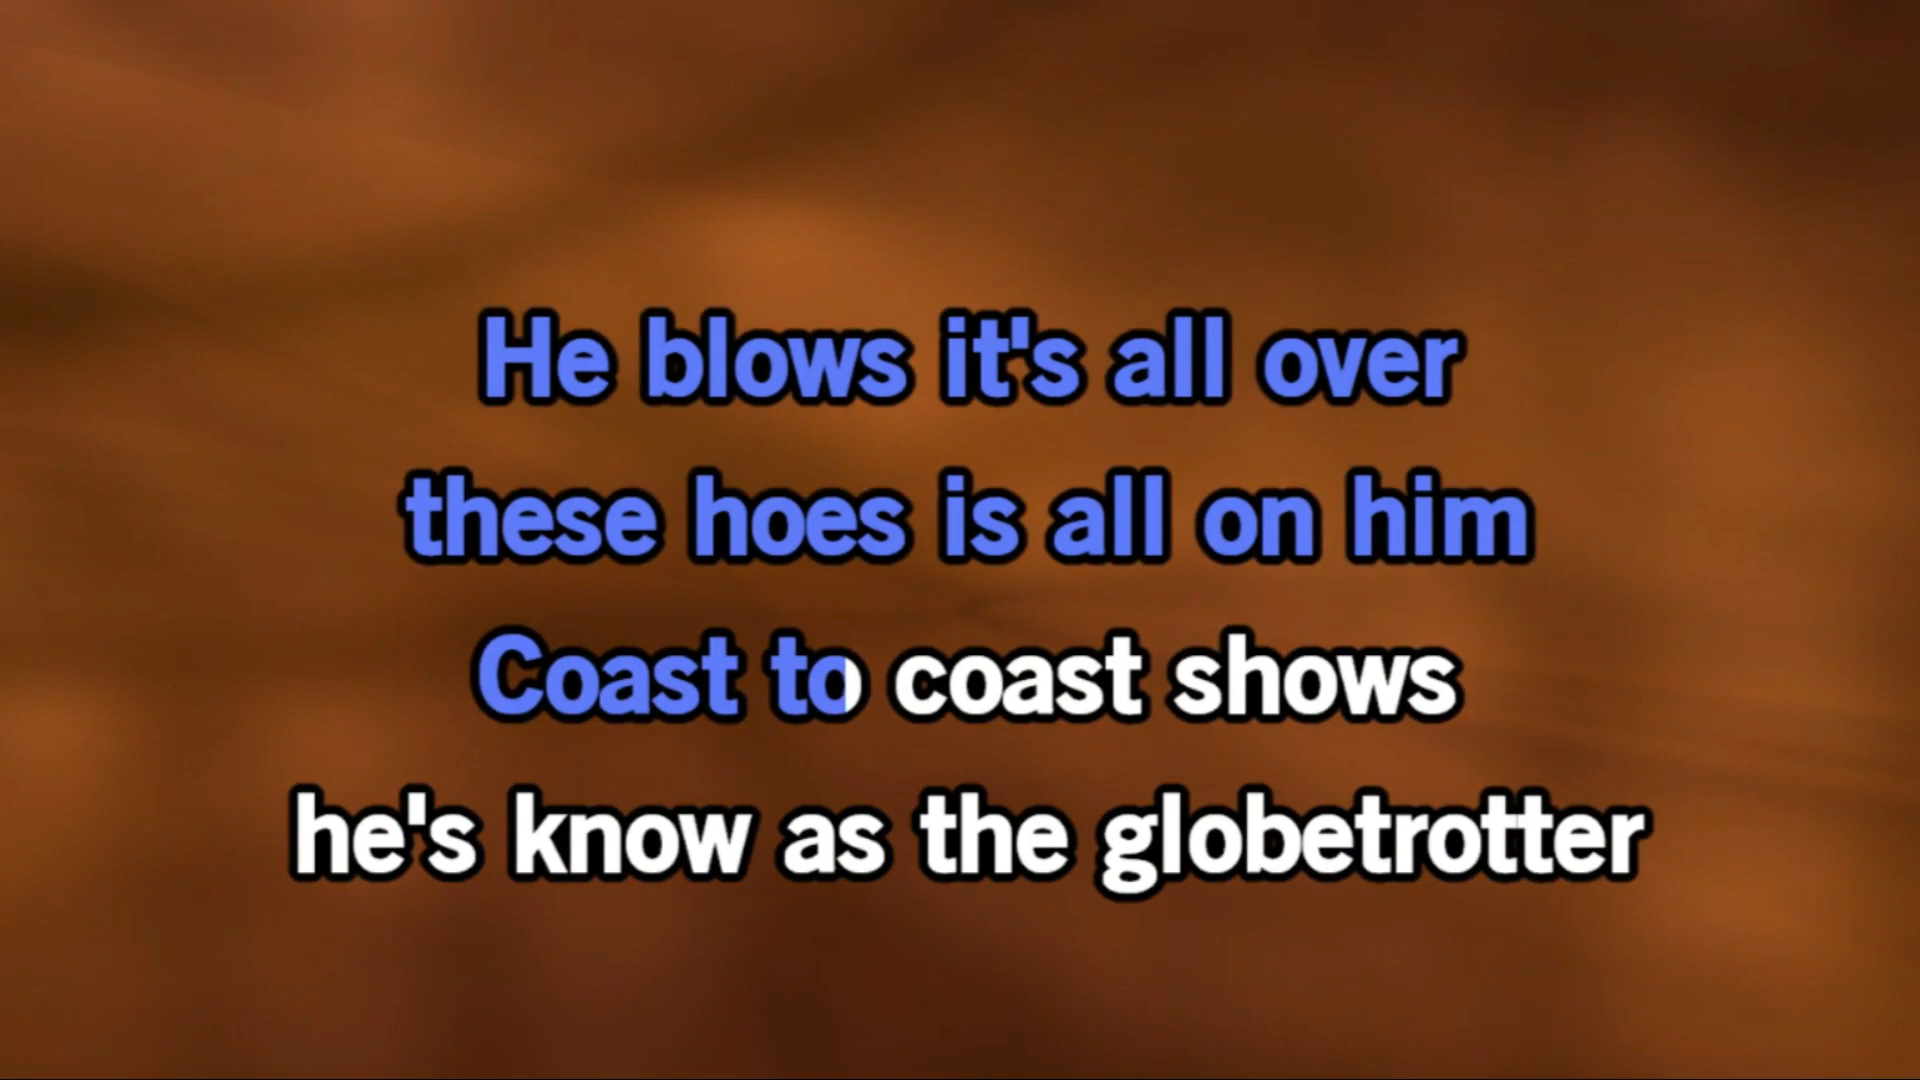 He blows it's all over
these hoes is all on him
Coast to coast shows
he's know as the globetrotter